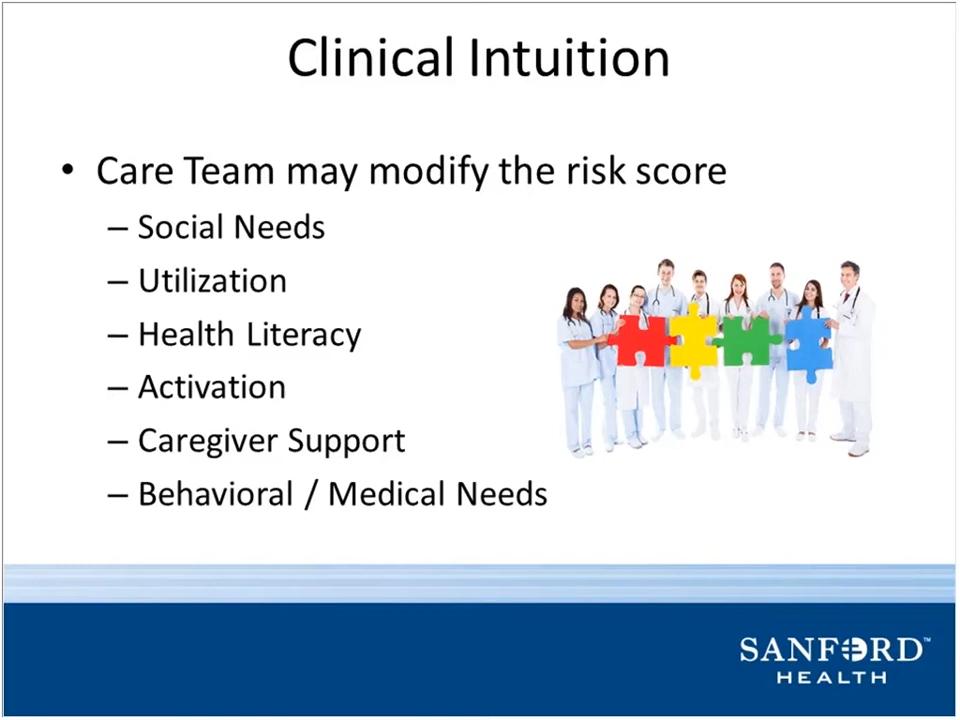 Clinical Intuition
• Care Team may modify the risk score
– Social Needs
– Utilization
– Health Literacy
– Activation
– Caregiver Support
– Behavioral / Medical Needs
SANFORD™
HEALTH